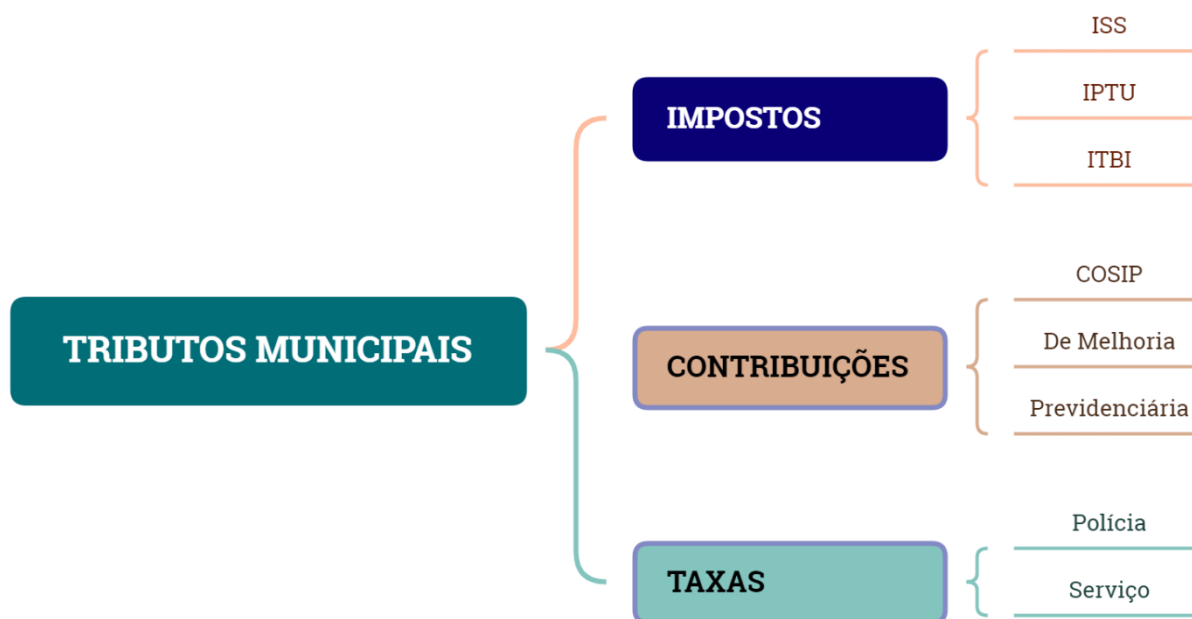 TRIBUTOS MUNICIPAIS
IMPOSTOS
ISS
IPTU
ITBI
CONTRIBUIÇÕES
COSIP
De Melhoria
Previdenciária
TAXAS
Polícia
Serviço